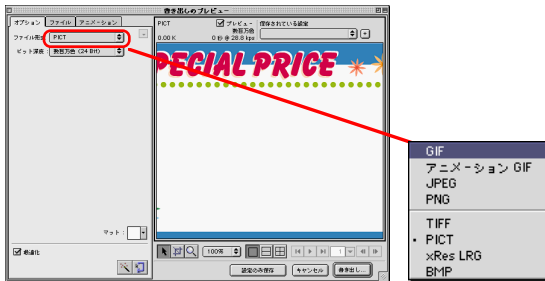 書き出しのプレビュー
オプション ファイル アニメーション
ファイル形式: PICT
ビット深度: 数百万色 (24 Bit)
マット:
最適化
PICT
プレビュー
数百万色
0.00 K
0 秒 @ 28.8 kps
保存されている設定
PECIAL PRICE
100%
1
設定のみ保存 キャンセル 書き出し...
GIF
アニメーション GIF
JPEG
PNG
TIFF
• PICT
xRes LRG
BMP